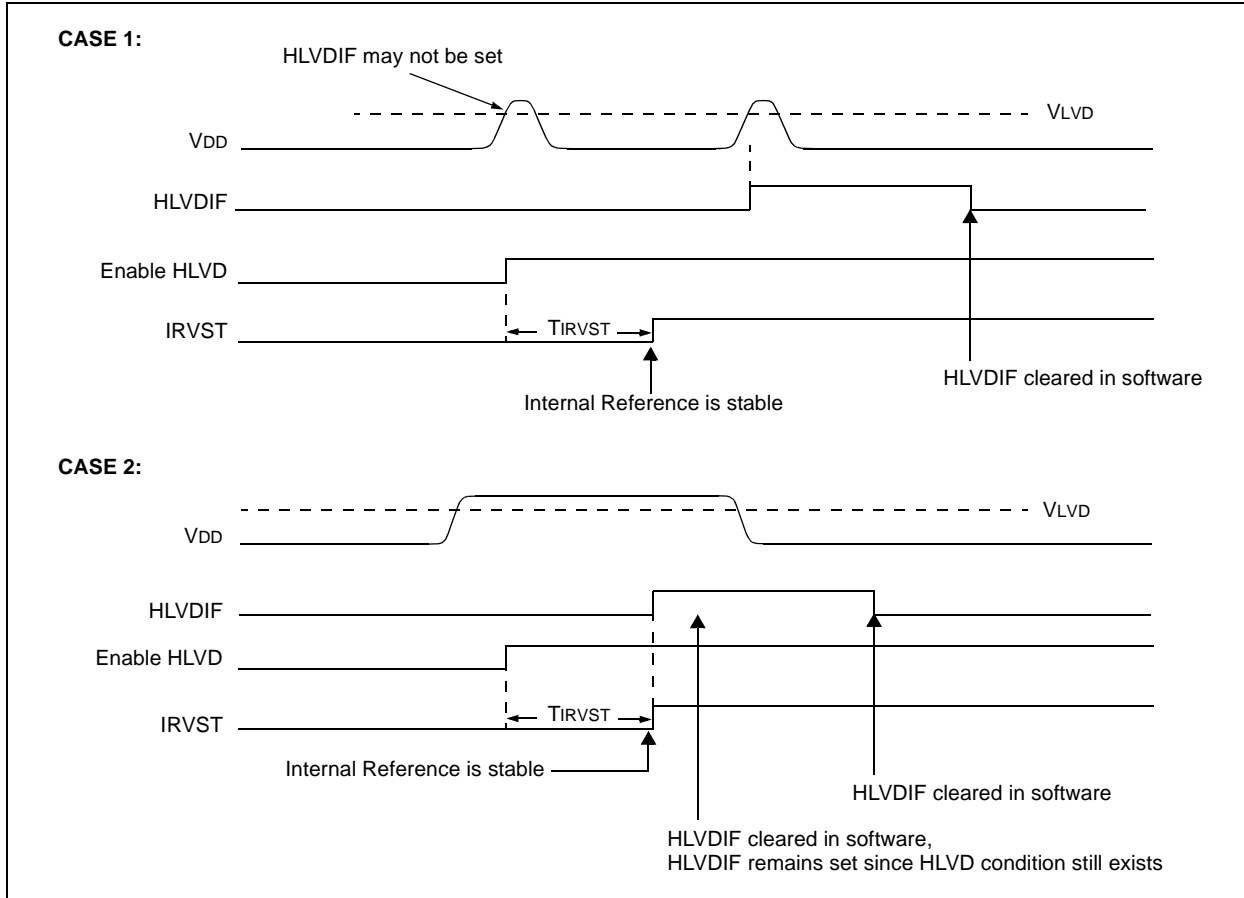 CASE 1:
HLVDIF may not be set
VLVD
VDD
HLVDIF
Enable HLVD
TIRVST
IRVST
HLVDIF cleared in software
Internal Reference is stable
CASE 2:
VLVD
VDD
HLVDIF
Enable HLVD
TIRVST
IRVST
Internal Reference is stable
HLVDIF cleared in software
HLVDIF cleared in software,
HLVDIF remains set since HLVD condition still exists